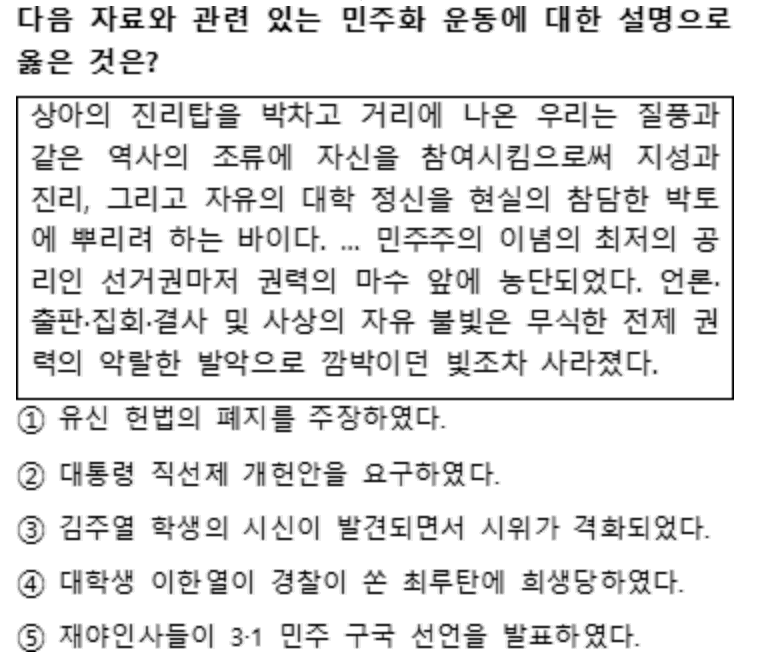 다음 자료와 관련 있는 민주화 운동에 대한 설명으로
옳은 것은?
상아의 진리탑을 박차고 거리에 나온 우리는 질풍과
같은 역사의 조류에 자신을 참여시킴으로써 지성과
진리, 그리고 자유의 대학 정신을 현실의 참담한 박토
에 뿌리려 하는 바이다. ... 민주주의 이념의 최저의 공
리인 선거권마저 권력의 마수 앞에 농단되었다. 언론·
출판·집회·결사 및 사상의 자유 불빛은 무식한 전제 권
력의 악랄한 발악으로 깜박이던 빛조차 사라졌다.
① 유신 헌법의 폐지를 주장하였다.
② 대통령 직선제 개헌안을 요구하였다.
③ 김주열 학생의 시신이 발견되면서 시위가 격화되었다.
④ 대학생 이한열이 경찰이 쏜 최루탄에 희생당하였다.
⑤ 재야인사들이 3·1 민주 구국 선언을 발표하였다.